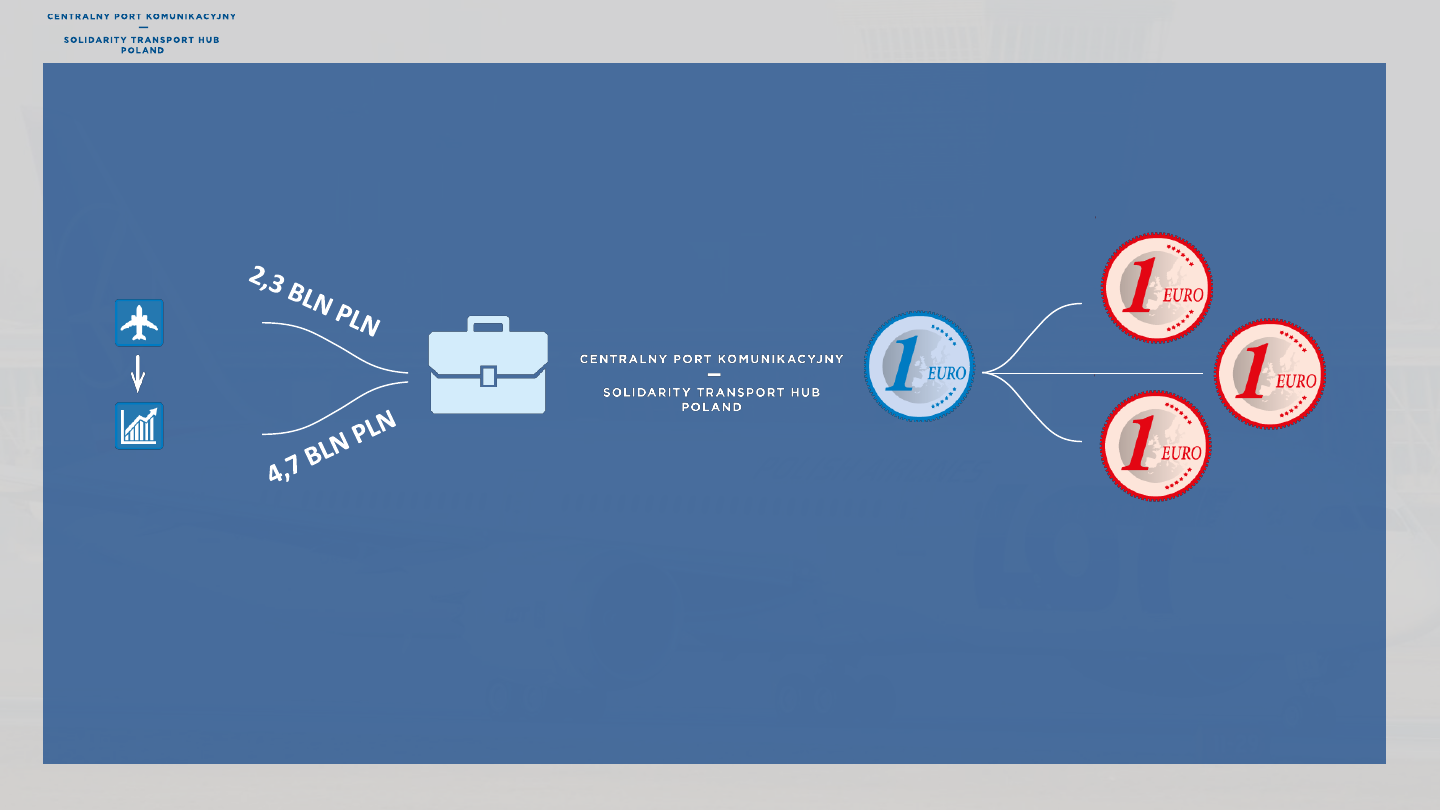 CENTRALNY PORT KOMUNIKACYJNY
—
SOLIDARITY TRANSPORT HUB
POLAND
2,3 BLN PLN
4,7 BLN PLN
CENTRALNY PORT KOMUNIKACYJNY
—
SOLIDARITY TRANSPORT HUB
POLAND
1 EURO
1 EURO
1 EURO
1 EURO